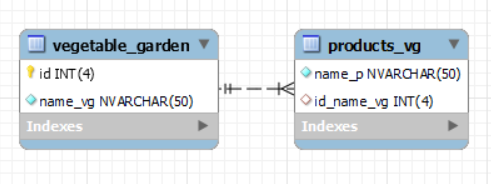 vegetable_garden
id INT(4)
name_vg NVARCHAR(50)
Indexes
products_vg
name_p NVARCHAR(50)
id_name_vg INT(4)
Indexes